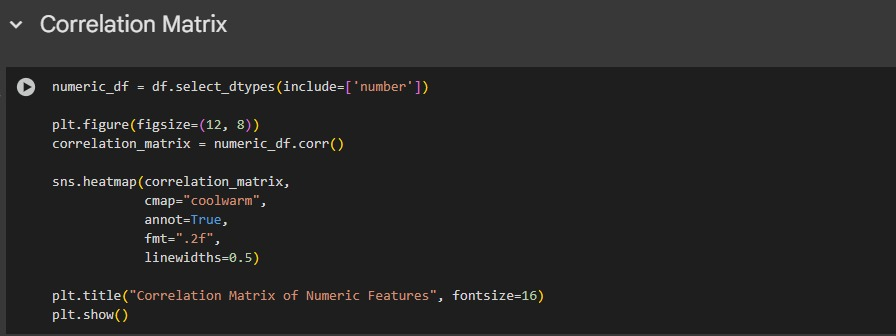 Correlation Matrix
numeric_df = df.select_dtypes(include=['number'])
plt.figure(figsize=(12, 8))
correlation_matrix = numeric_df.corr()
sns.heatmap(correlation_matrix,
            cmap="coolwarm",
            annot=True,
            fmt=".2f",
            linewidths=0.5)
plt.title("Correlation Matrix of Numeric Features", fontsize=16)
plt.show()